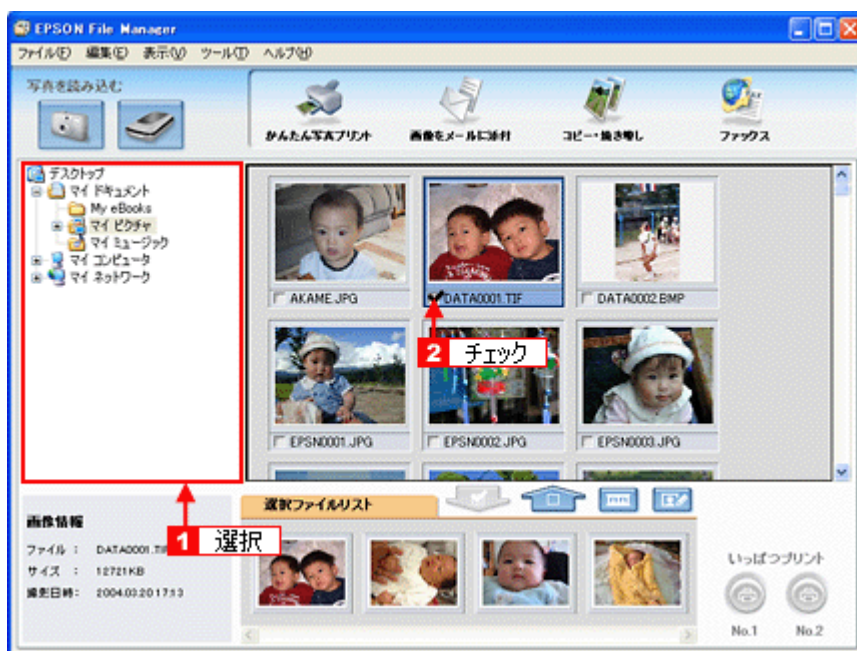 EPSON File Manager
ファイル(F) 編集(E) 表示(V) ツール(T) ヘルプ(H)
写真を読み込む
かんたん写真プリント 画像をメールに添付 コピー・焼き増し ファックス
デスクトップ
マイ ドキュメント
My eBooks
マイ ピクチャ
マイ ミュージック
マイ コンピュータ
マイ ネットワーク
AKAME.JPG DATA0001.TIF DATA0002.BMP
2 チェック
EPSN0001.JPG EPSN0002.JPG EPSN0003.JPG
選択ファイルリスト
1 選択
画像情報
ファイル : DATA0001.TIF
サイズ : 12721KB
撮影日時: 2004.03.20 17:13
いっぱつプリント
No.1 No.2